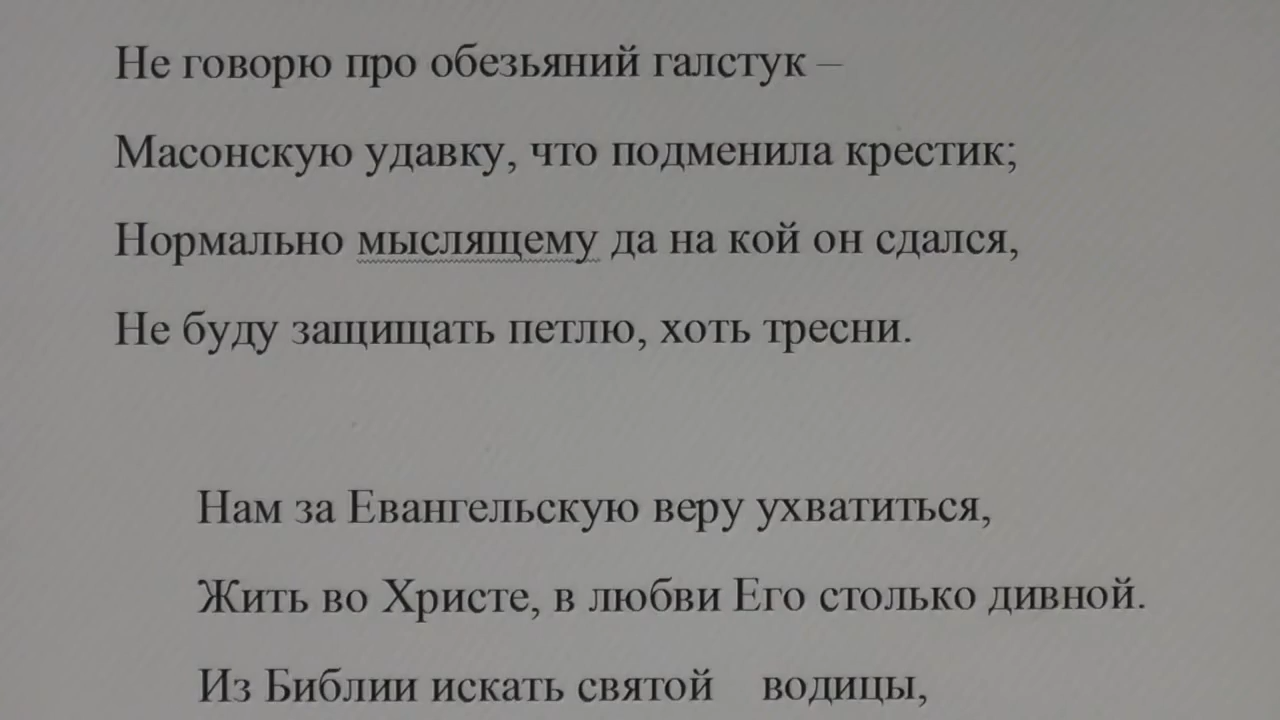 Не говорю про обезьяний галстук –
Масонскую удавку, что подменила крестик;
Нормально мыслящему да на кой он сдался,
Не буду защищать петлю, хоть тресни.
Нам за Евангельскую веру ухватиться,
Жить во Христе, в любви Его столько дивной.
Из Библии искать святой водицы,